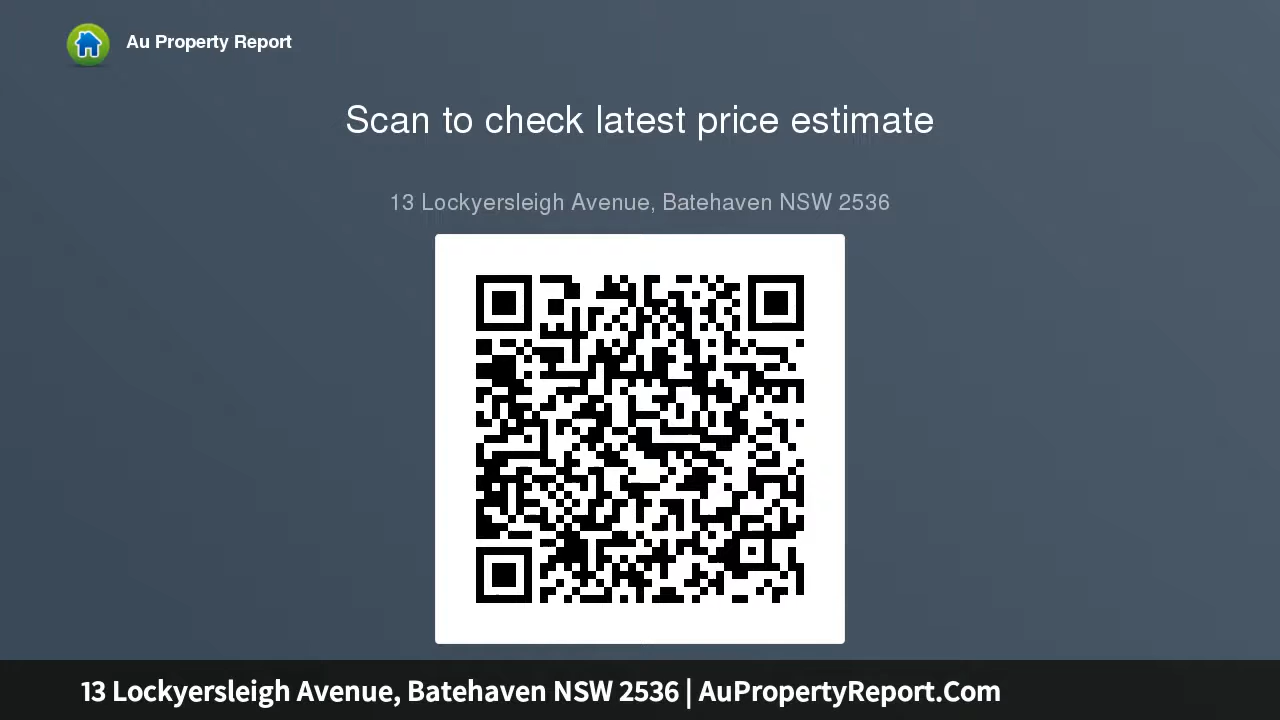 Au Property Report
Scan to check latest price estimate
13 Lockyersleigh Avenue, Batehaven NSW 2536
13 Lockyersleigh Avenue, Batehaven NSW 2536 | AuPropertyReport.Com